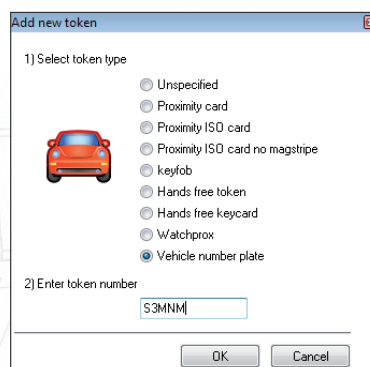 Add new token
1) Select token type
Unspecified
Proximity card
Proximity ISO card
Proximity ISO card no magstripe
keyfob
Hands free token
Hands free keycard
Watchprox
Vehicle number plate
2) Enter token number
S3MNM
OK Cancel